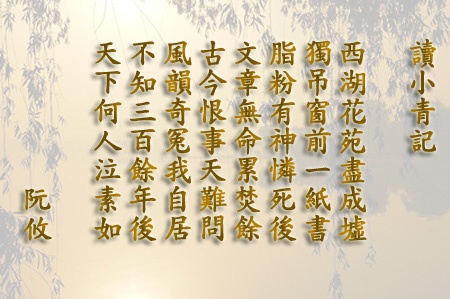 讀小青記
西湖花苑盡成墟
獨吊窗前一紙書
脂粉有神憐死後
文章無命累焚餘
古今恨事天難問
風韻奇冤我自居
不知三百餘年後
天下何人泣素如
阮攸